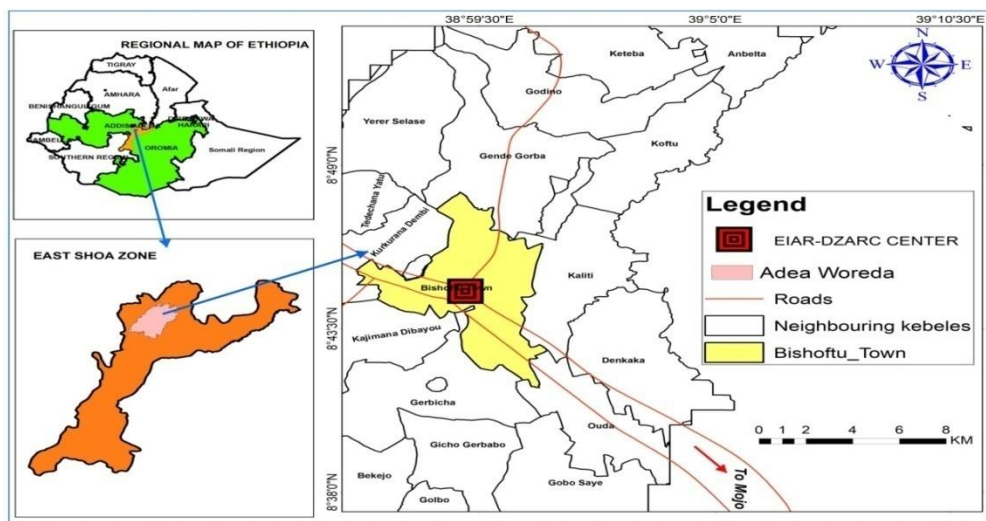 REGIONAL MAP OF ETHIOPIA
TIGRAY
AMHARA
Afar
BENISHANGUL GUM
ADDIS
HARARI
OROMIA
SOUTHERN REGION
Somali Region
EAST SHOA ZONE
38°59'30"E
39°5'0"E
39°10'30"E
8°49'0"N
8°43'30"N
8°38'0"N
N
W
E
S
Keteba
Anbelta
Godino
Yerer Selase
Koftu
Gende Gorba
Tedechana Yatu
Kurkurana Dembi
Kaliti
Kajimana Dibayou
Denkaka
Gerbicha
Ouda
Gicho Gerbabo
Bekejo
Gobo Saye
Golbo
To Mojo
Legend
EIAR-DZARC CENTER
Adea Woreda
Roads
Neighbouring kebeles
Bishoftu_Town
0 1 2 4 6 8
KM